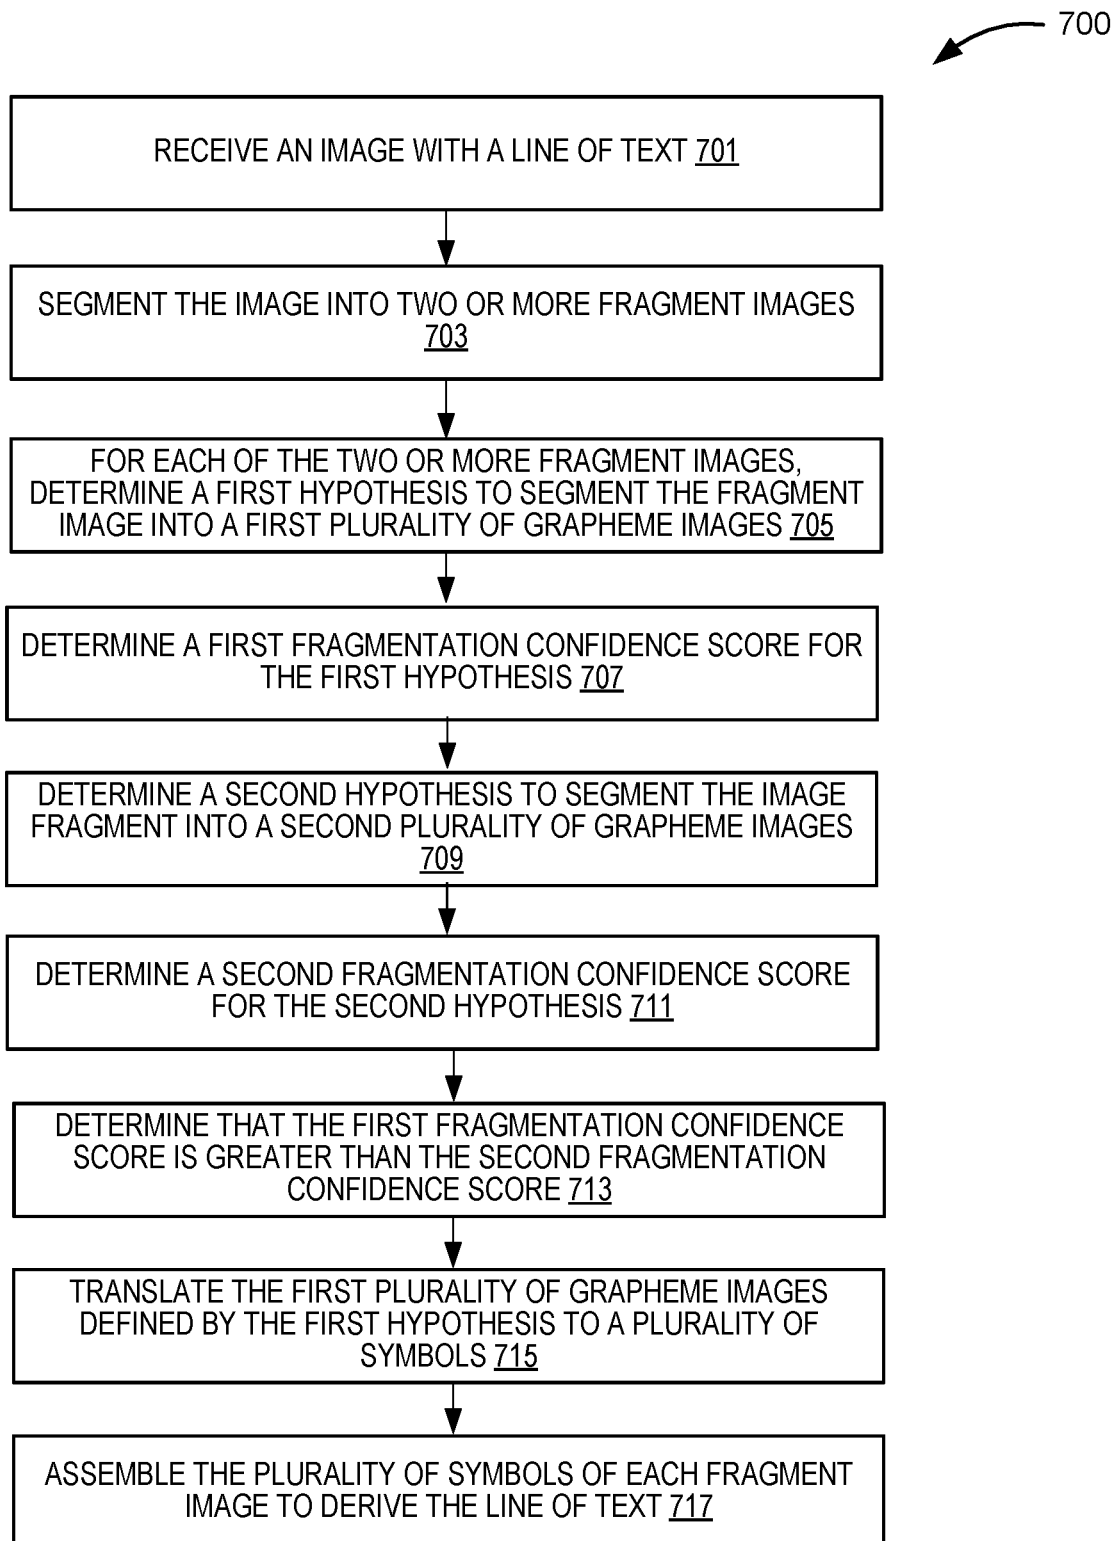 700
RECEIVE AN IMAGE WITH A LINE OF TEXT 701
SEGMENT THE IMAGE INTO TWO OR MORE FRAGMENT IMAGES
703
FOR EACH OF THE TWO OR MORE FRAGMENT IMAGES,
DETERMINE A FIRST HYPOTHESIS TO SEGMENT THE FRAGMENT
IMAGE INTO A FIRST PLURALITY OF GRAPHEME IMAGES 705
DETERMINE A FIRST FRAGMENTATION CONFIDENCE SCORE FOR
THE FIRST HYPOTHESIS 707
DETERMINE A SECOND HYPOTHESIS TO SEGMENT THE IMAGE
FRAGMENT INTO A SECOND PLURALITY OF GRAPHEME IMAGES
709
DETERMINE A SECOND FRAGMENTATION CONFIDENCE SCORE
FOR THE SECOND HYPOTHESIS 711
DETERMINE THAT THE FIRST FRAGMENTATION CONFIDENCE
SCORE IS GREATER THAN THE SECOND FRAGMENTATION
CONFIDENCE SCORE 713
TRANSLATE THE FIRST PLURALITY OF GRAPHEME IMAGES
DEFINED BY THE FIRST HYPOTHESIS TO A PLURALITY OF
SYMBOLS 715
ASSEMBLE THE PLURALITY OF SYMBOLS OF EACH FRAGMENT
IMAGE TO DERIVE THE LINE OF TEXT 717